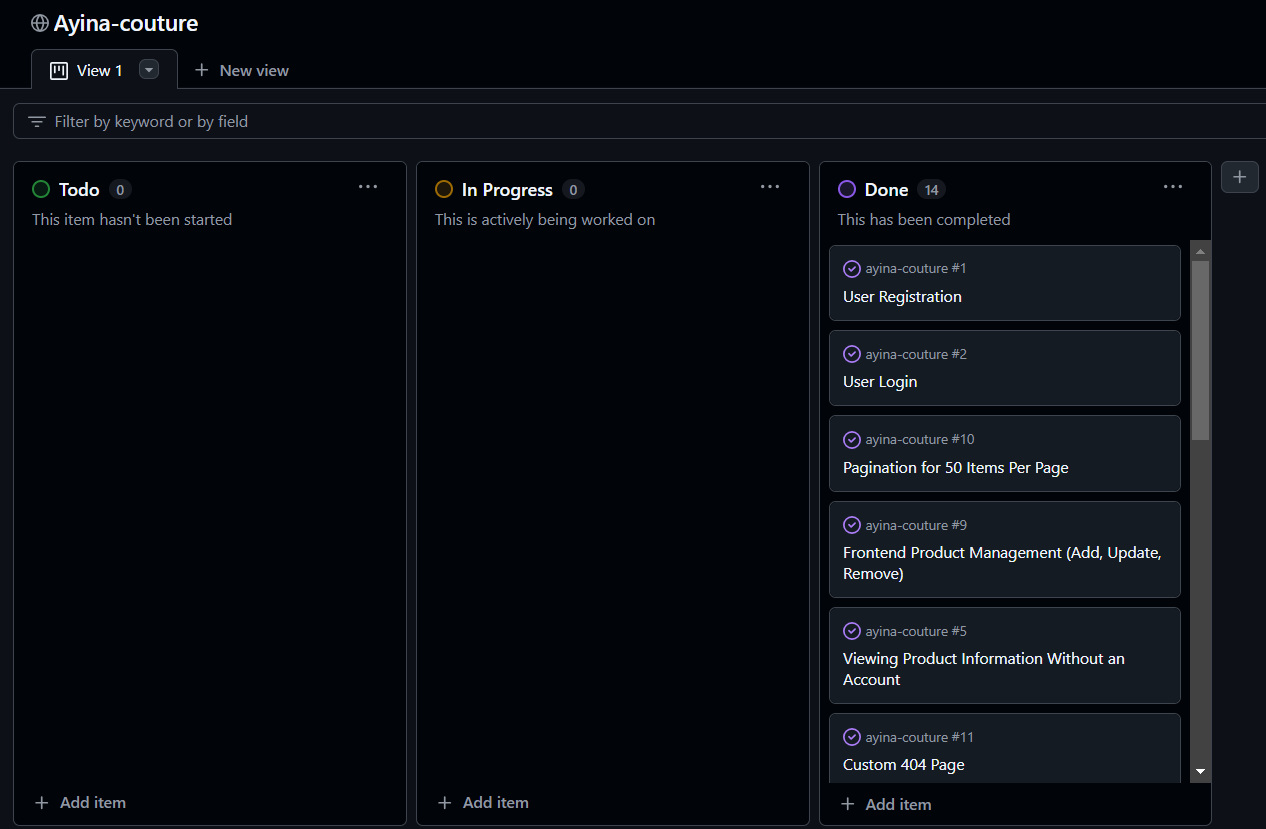 Ayina-couture
View 1
New view
Filter by keyword or by field
Todo 0
This item hasn't been started
Add item
In Progress 0
This is actively being worked on
Add item
Done 14
This has been completed
ayina-couture #1
User Registration
ayina-couture #2
User Login
ayina-couture #10
Pagination for 50 Items Per Page
ayina-couture #9
Frontend Product Management (Add, Update,
Remove)
ayina-couture #5
Viewing Product Information Without an
Account
ayina-couture #11
Custom 404 Page
Add item